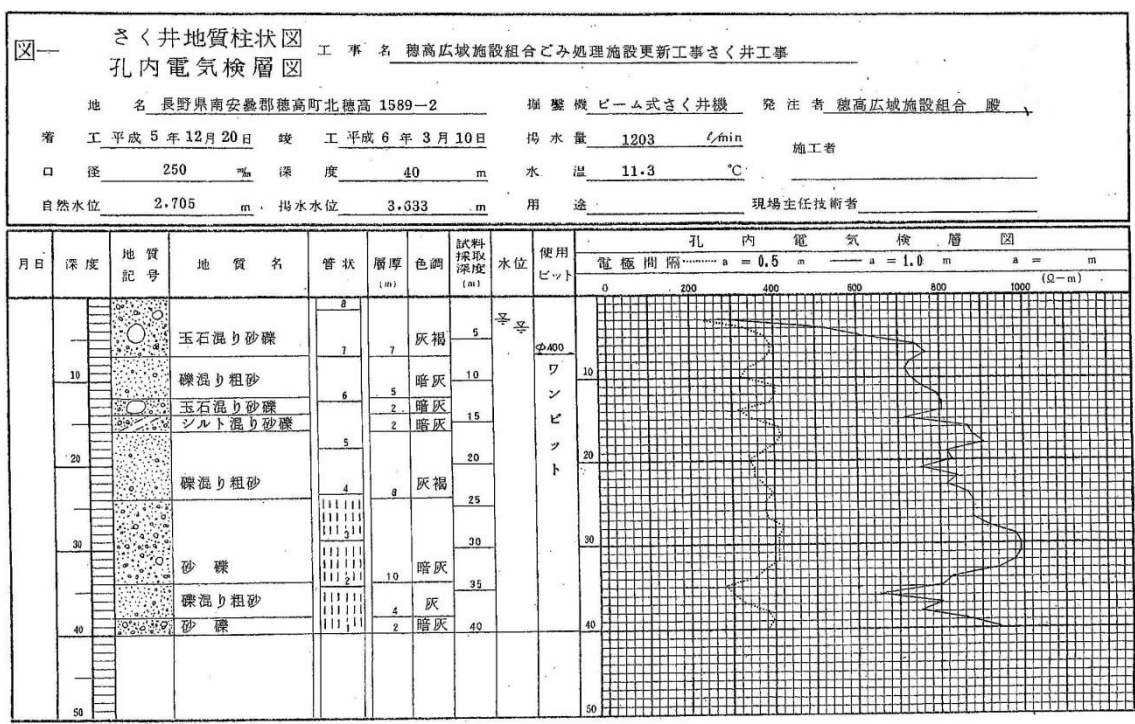 図一
さく井地質柱状図
孔内電気検層図
工事名 穂高広域施設組合ごみ処理施設更新工事さく井工事
地名 長野県南安曇郡穂高町北穂高 1589-2 掘鑿機 ビーム式さく井機 発注者 穂高広域施設組合 殿
着工 平成 5 年 12月 20日 竣工 平成 6 年 3月 10日 揚水量 1203 ℓ/min 施工者
口径 250 m/m 深度 40 m 水温 11.3 ℃
自然水位 2.705 m 揚水水位 3.633 m 用途 現場主任技術者
月日 深度 地質記号 地質名 管状 層厚(m) 色調 試料採取深度(m) 水位 使用ビット 孔内電気検層図
電極間隔 a = 0.5 m a = 1.0 m a = m
(Ω-m)
0 200 400 600 800 1000
8
玉石混り砂礫 7 7 灰褐 5 φ400
ワンビット
10 礫混り粗砂 6 5 暗灰 10 10
玉石混り砂礫 2 暗灰
シルト混り砂礫 2 暗灰 15
5
20 礫混り粗砂 4 8 灰褐 20 20
25
3
30 砂礫 2 10 暗灰 30 30
35
礫混り粗砂 4 灰
40 砂礫 1 2 暗灰 40 40
50 50